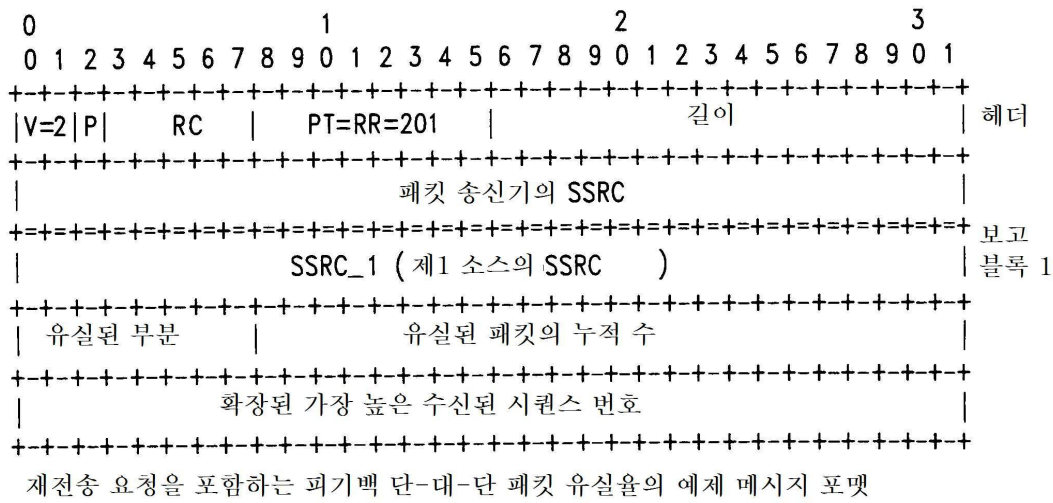 0 1 2 3
0 1 2 3 4 5 6 7 8 9 0 1 2 3 4 5 6 7 8 9 0 1 2 3 4 5 6 7 8 9 0 1
+-+-+-+-+-+-+-+-+-+-+-+-+-+-+-+-+-+-+-+-+-+-+-+-+-+-+-+-+-+-+-+-+
|V=2|P| RC | PT=RR=201 | 길이 | 헤더
+-+-+-+-+-+-+-+-+-+-+-+-+-+-+-+-+-+-+-+-+-+-+-+-+-+-+-+-+-+-+-+-+
| 패킷 송신기의 SSRC |
+=+=+=+=+=+=+=+=+=+=+=+=+=+=+=+=+=+=+=+=+=+=+=+=+=+=+=+=+=+=+=+=+ 보고
| SSRC_1 (제1 소스의 SSRC ) | 블록 1
+-+-+-+-+-+-+-+-+-+-+-+-+-+-+-+-+-+-+-+-+-+-+-+-+-+-+-+-+-+-+-+-+
| 유실된 부분 | 유실된 패킷의 누적 수 |
+-+-+-+-+-+-+-+-+-+-+-+-+-+-+-+-+-+-+-+-+-+-+-+-+-+-+-+-+-+-+-+-+
| 확장된 가장 높은 수신된 시퀀스 번호 |
+-+-+-+-+-+-+-+-+-+-+-+-+-+-+-+-+-+-+-+-+-+-+-+-+-+-+-+-+-+-+-+-+
재전송 요청을 포함하는 피기백 단-대-단 패킷 유실율의 예제 메시지 포맷